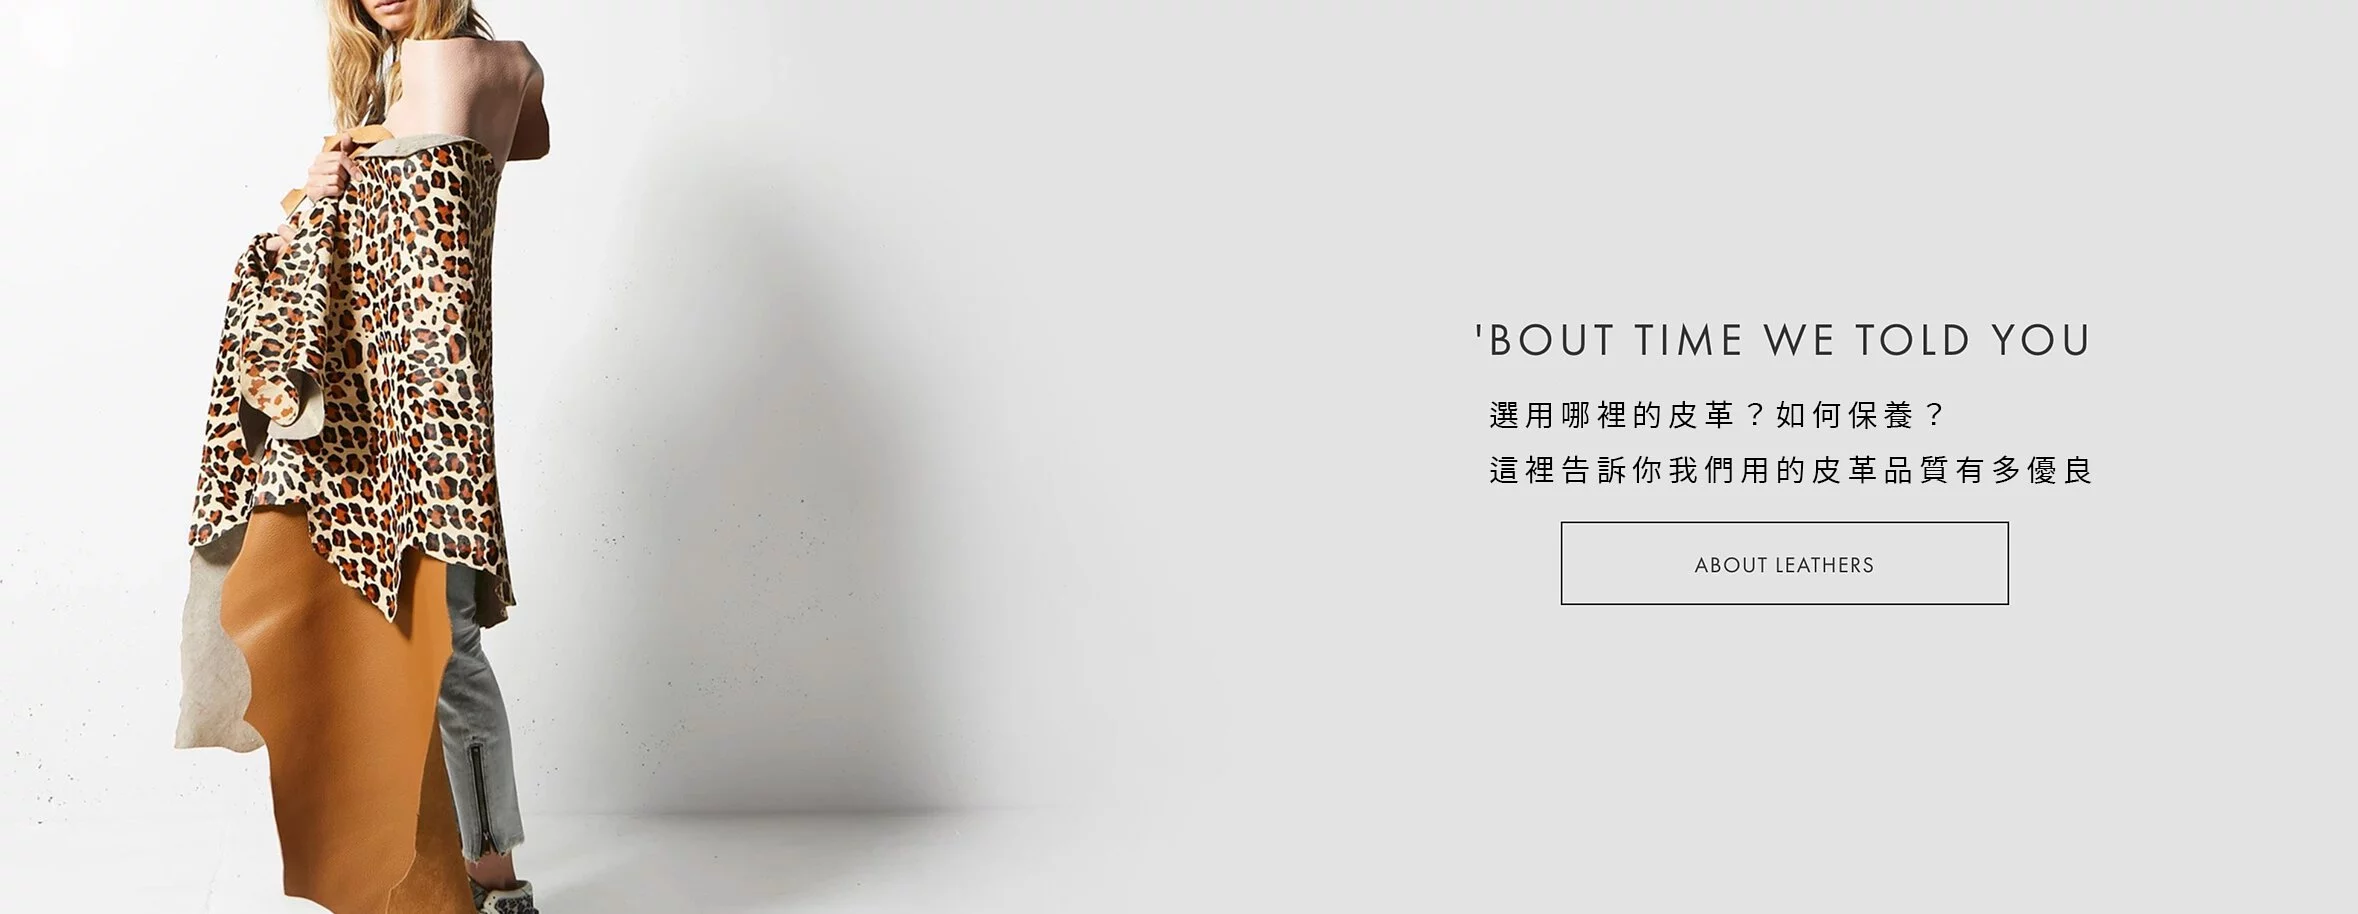 'BOUT TIME WE TOLD YOU
選用哪裡的皮革？如何保養？
這裡告訴你我們用的皮革品質有多優良
ABOUT LEATHERS